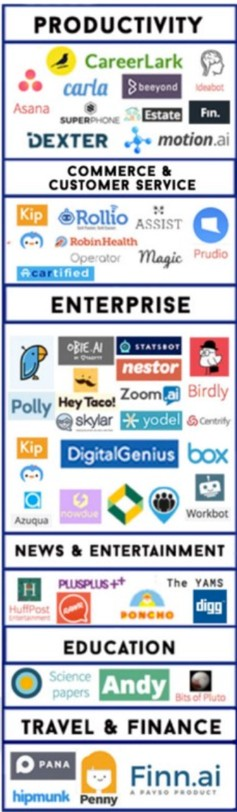 PRODUCTIVITY
CareerLark
Ideabot
Asana
carla
beeyond
SUPERPHONE
Estate
Fin.
DEXTER
motion.ai
COMMERCE &
CUSTOMER SERVICE
Kip
Rollio
ASSIST
Prudio
RobinHealth
Operator
Magic
cartified
ENTERPRISE
Polly
OBIE.AI
STATSBOT
nestor
Birdly
Hey Taco!
Zoom.ai
skylar
yodel
Centrify
Kip
DigitalGenius
box
Azuqua
nowdue
Workbot
NEWS & ENTERTAINMENT
H
HuffPost
Entertainment
PLUSPLUS++
The YAMS
PONCHO
digg
EDUCATION
Science
papers
Andy
Bits of Pluto
TRAVEL & FINANCE
PANA
hipmunk
Penny
Finn.ai
A PAYSO PRODUCT